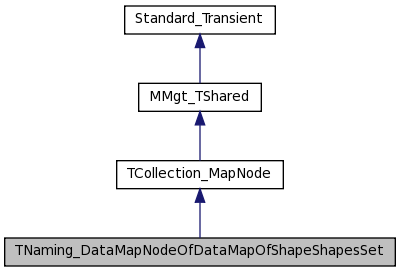 Standard_Transient
MMgt_TShared
TCollection_MapNode
TNaming_DataMapNodeOfDataMapOfShapeShapesSet